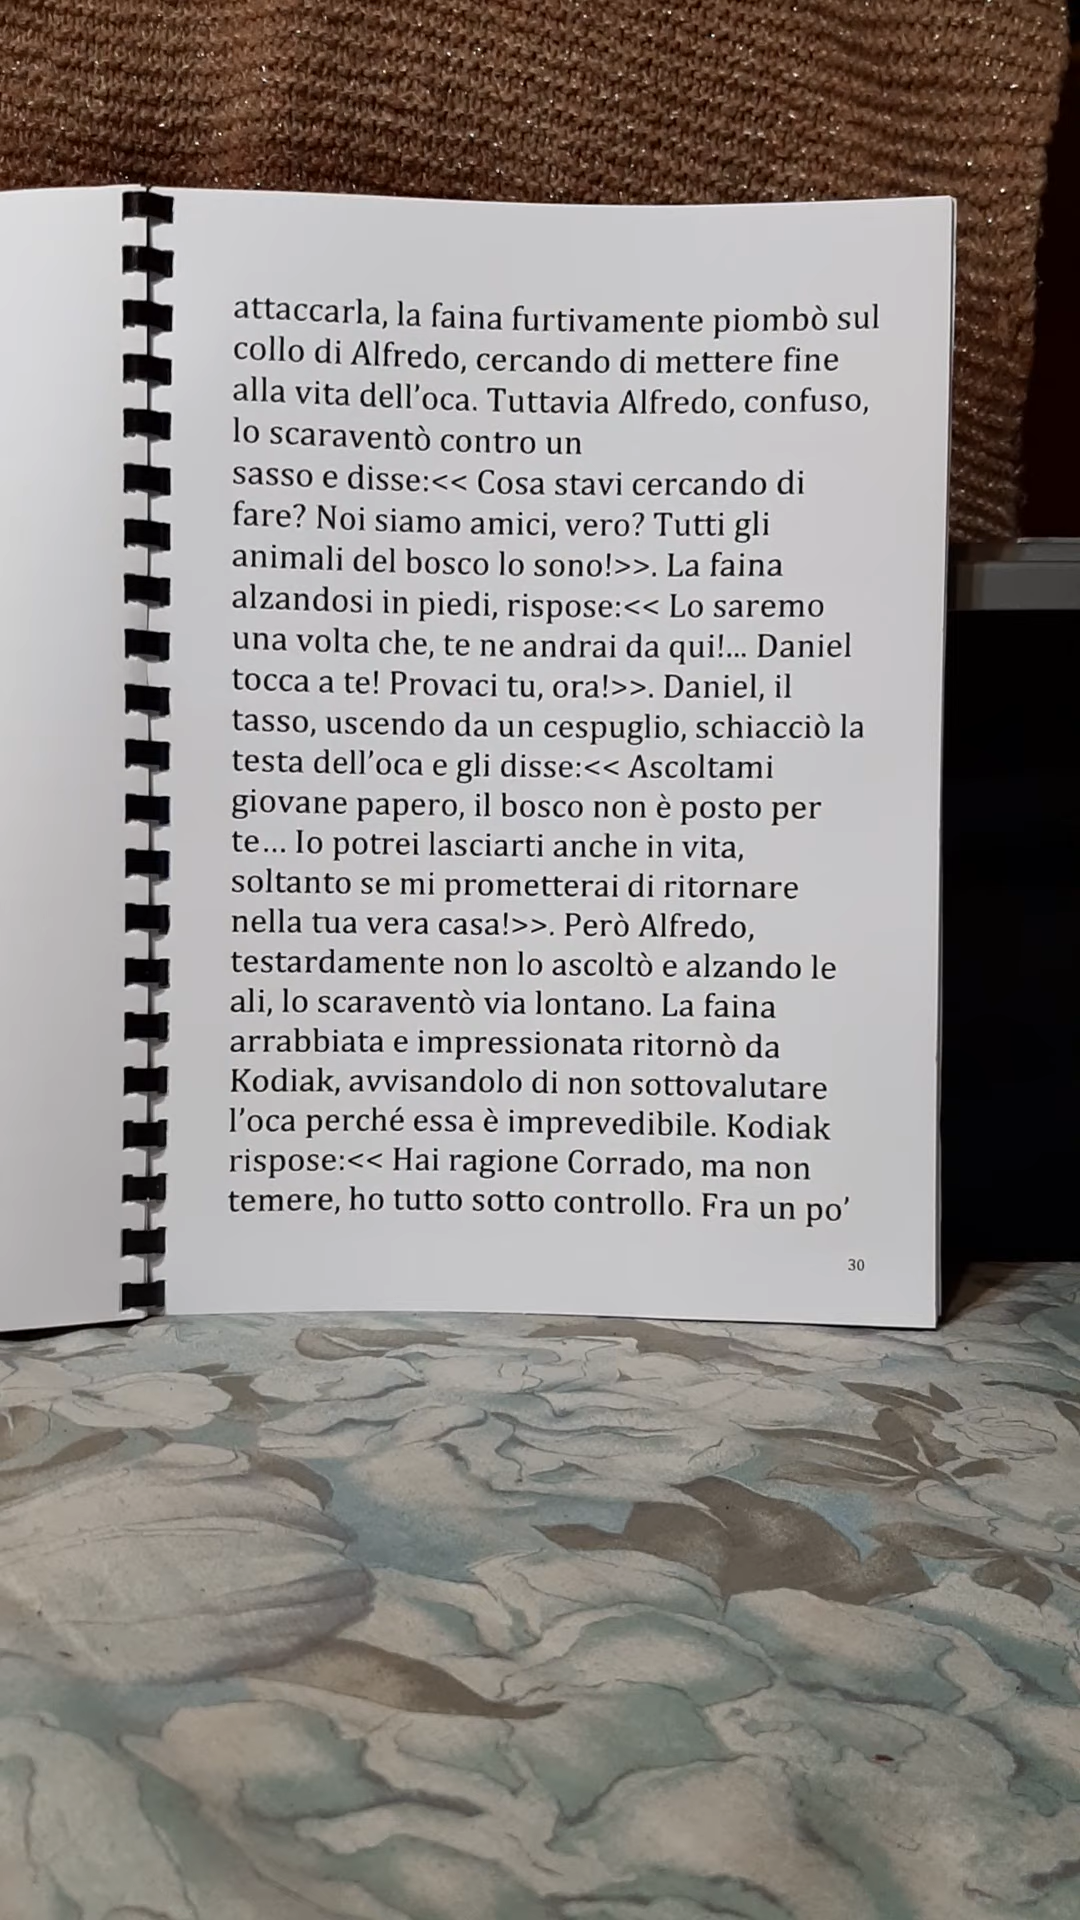 attaccarla, la faina furtivamente piombò sul
collo di Alfredo, cercando di mettere fine
alla vita dell'oca. Tuttavia Alfredo, confuso,
lo scaraventò contro un
sasso e disse:<< Cosa stavi cercando di
fare? Noi siamo amici, vero? Tutti gli
animali del bosco lo sono!>>. La faina
alzandosi in piedi, rispose:<< Lo saremo
una volta che, te ne andrai da qui!... Daniel
tocca a te! Provaci tu, ora!>>. Daniel, il
tasso, uscendo da un cespuglio, schiacciò la
testa dell'oca e gli disse:<< Ascoltami
giovane papero, il bosco non è posto per
te... Io potrei lasciarti anche in vita,
soltanto se mi prometterai di ritornare
nella tua vera casa!>>. Però Alfredo,
testardamente non lo ascoltò e alzando le
ali, lo scaraventò via lontano. La faina
arrabbiata e impressionata ritornò da
Kodiak, avvisandolo di non sottovalutare
l'oca perché essa è imprevedibile. Kodiak
rispose:<< Hai ragione Corrado, ma non
temere, ho tutto sotto controllo. Fra un po'
30